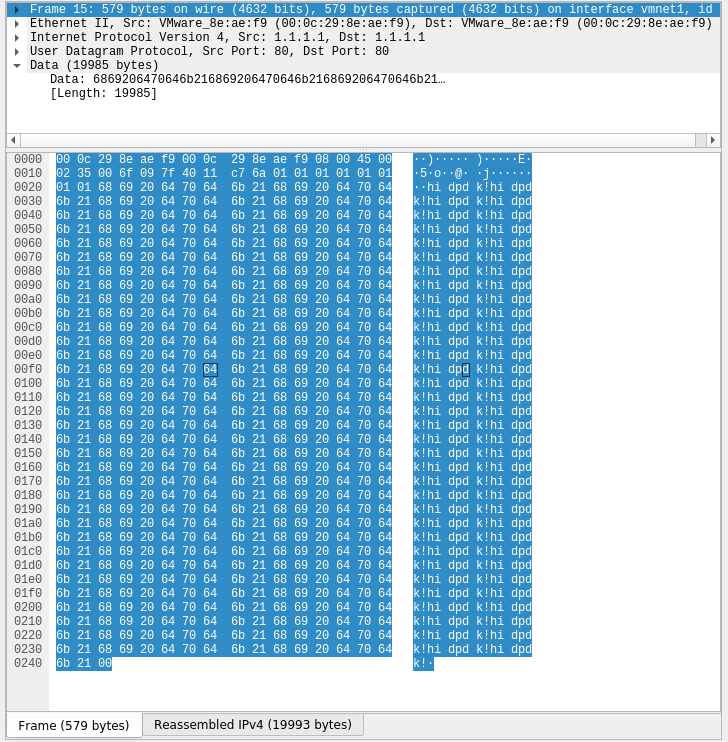 Frame 15: 579 bytes on wire (4632 bits), 579 bytes captured (4632 bits) on interface vmnet1, id
Ethernet II, Src: VMware_8e:ae:f9 (00:0c:29:8e:ae:f9), Dst: VMware_8e:ae:f9 (00:0c:29:8e:ae:f9)
Internet Protocol Version 4, Src: 1.1.1.1, Dst: 1.1.1.1
User Datagram Protocol, Src Port: 80, Dst Port: 80
Data (19985 bytes)
Data: 6869206470646b216869206470646b216869206470646b21…
[Length: 19985]
0000 00 0c 29 8e ae f9 00 0c 29 8e ae f9 08 00 45 00 ··)····· )·····E·
0010 02 35 00 6f 09 7f 40 11 c7 6a 01 01 01 01 01 01 ·5·o··@· ·j······
0020 01 01 68 69 20 64 70 64 6b 21 68 69 20 64 70 64 ··hi dpd k!hi dpd
0030 6b 21 68 69 20 64 70 64 6b 21 68 69 20 64 70 64 k!hi dpd k!hi dpd
0040 6b 21 68 69 20 64 70 64 6b 21 68 69 20 64 70 64 k!hi dpd k!hi dpd
0050 6b 21 68 69 20 64 70 64 6b 21 68 69 20 64 70 64 k!hi dpd k!hi dpd
0060 6b 21 68 69 20 64 70 64 6b 21 68 69 20 64 70 64 k!hi dpd k!hi dpd
0070 6b 21 68 69 20 64 70 64 6b 21 68 69 20 64 70 64 k!hi dpd k!hi dpd
0080 6b 21 68 69 20 64 70 64 6b 21 68 69 20 64 70 64 k!hi dpd k!hi dpd
0090 6b 21 68 69 20 64 70 64 6b 21 68 69 20 64 70 64 k!hi dpd k!hi dpd
00a0 6b 21 68 69 20 64 70 64 6b 21 68 69 20 64 70 64 k!hi dpd k!hi dpd
00b0 6b 21 68 69 20 64 70 64 6b 21 68 69 20 64 70 64 k!hi dpd k!hi dpd
00c0 6b 21 68 69 20 64 70 64 6b 21 68 69 20 64 70 64 k!hi dpd k!hi dpd
00d0 6b 21 68 69 20 64 70 64 6b 21 68 69 20 64 70 64 k!hi dpd k!hi dpd
00e0 6b 21 68 69 20 64 70 64 6b 21 68 69 20 64 70 64 k!hi dpd k!hi dpd
00f0 6b 21 68 69 20 64 70 64 6b 21 68 69 20 64 70 64 k!hi dpd k!hi dpd
0100 6b 21 68 69 20 64 70 64 6b 21 68 69 20 64 70 64 k!hi dpd k!hi dpd
0110 6b 21 68 69 20 64 70 64 6b 21 68 69 20 64 70 64 k!hi dpd k!hi dpd
0120 6b 21 68 69 20 64 70 64 6b 21 68 69 20 64 70 64 k!hi dpd k!hi dpd
0130 6b 21 68 69 20 64 70 64 6b 21 68 69 20 64 70 64 k!hi dpd k!hi dpd
0140 6b 21 68 69 20 64 70 64 6b 21 68 69 20 64 70 64 k!hi dpd k!hi dpd
0150 6b 21 68 69 20 64 70 64 6b 21 68 69 20 64 70 64 k!hi dpd k!hi dpd
0160 6b 21 68 69 20 64 70 64 6b 21 68 69 20 64 70 64 k!hi dpd k!hi dpd
0170 6b 21 68 69 20 64 70 64 6b 21 68 69 20 64 70 64 k!hi dpd k!hi dpd
0180 6b 21 68 69 20 64 70 64 6b 21 68 69 20 64 70 64 k!hi dpd k!hi dpd
0190 6b 21 68 69 20 64 70 64 6b 21 68 69 20 64 70 64 k!hi dpd k!hi dpd
01a0 6b 21 68 69 20 64 70 64 6b 21 68 69 20 64 70 64 k!hi dpd k!hi dpd
01b0 6b 21 68 69 20 64 70 64 6b 21 68 69 20 64 70 64 k!hi dpd k!hi dpd
01c0 6b 21 68 69 20 64 70 64 6b 21 68 69 20 64 70 64 k!hi dpd k!hi dpd
01d0 6b 21 68 69 20 64 70 64 6b 21 68 69 20 64 70 64 k!hi dpd k!hi dpd
01e0 6b 21 68 69 20 64 70 64 6b 21 68 69 20 64 70 64 k!hi dpd k!hi dpd
01f0 6b 21 68 69 20 64 70 64 6b 21 68 69 20 64 70 64 k!hi dpd k!hi dpd
0200 6b 21 68 69 20 64 70 64 6b 21 68 69 20 64 70 64 k!hi dpd k!hi dpd
0210 6b 21 68 69 20 64 70 64 6b 21 68 69 20 64 70 64 k!hi dpd k!hi dpd
0220 6b 21 68 69 20 64 70 64 6b 21 68 69 20 64 70 64 k!hi dpd k!hi dpd
0230 6b 21 68 69 20 64 70 64 6b 21 68 69 20 64 70 64 k!hi dpd k!hi dpd
0240 6b 21 00 k!·
Frame (579 bytes) Reassembled IPv4 (19993 bytes)